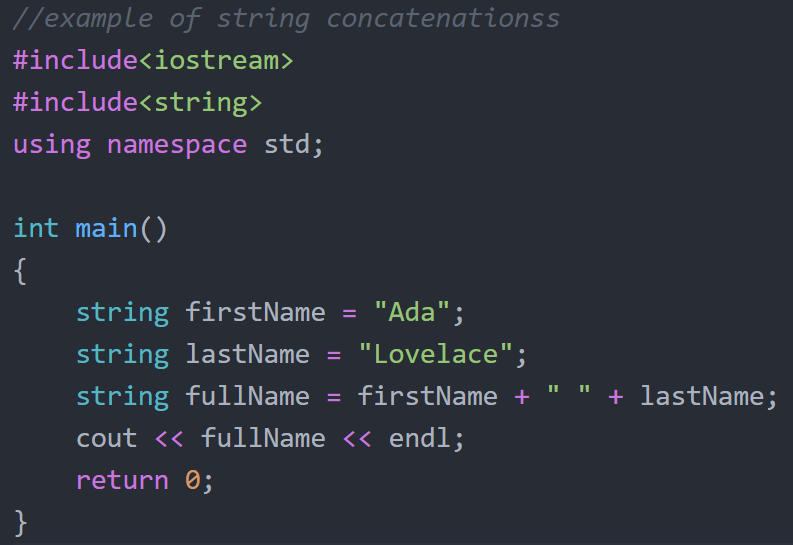 //example of string concatenationss
#include<iostream>
#include<string>
using namespace std;
int main()
{
    string firstName = "Ada";
    string lastName = "Lovelace";
    string fullName = firstName + " " + lastName;
    cout << fullName << endl;
    return 0;
}